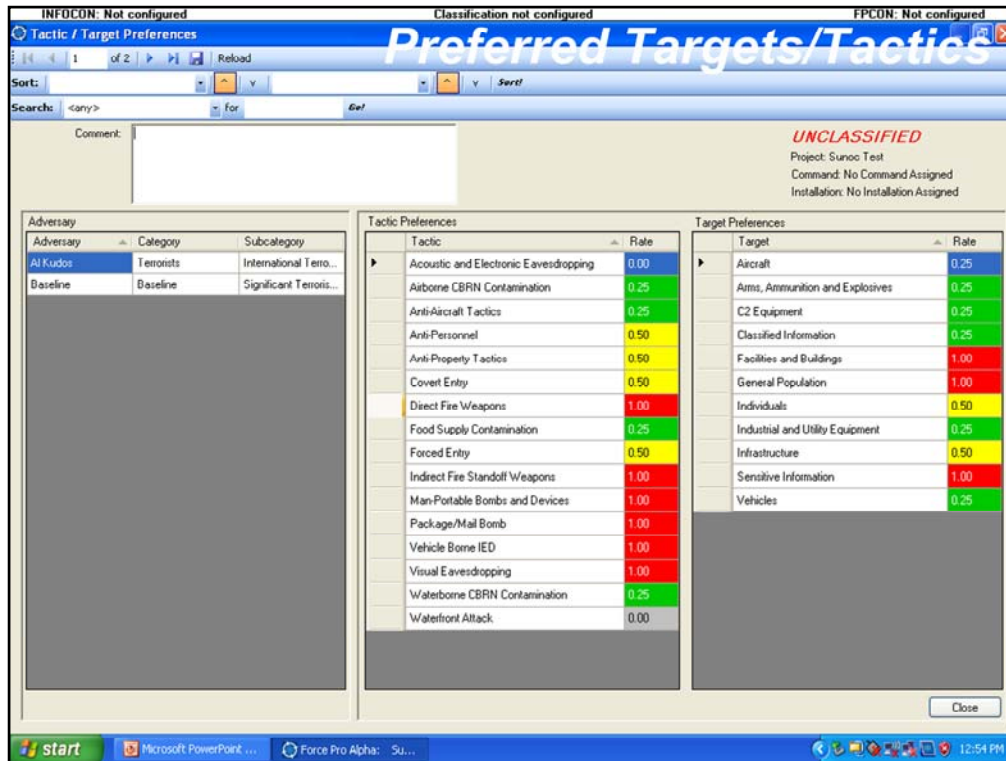 INFOCON: Not configured Classification not configured FPCON: Not configured
Tactic / Target Preferences
Preferred Targets/Tactics
1 of 2 Reload
Sort: ^ v ^ v Sort!
Search: <any> for Go!
Comment:
UNCLASSIFIED
Project: Sunoc Test
Command: No Command Assigned
Installation: No Installation Assigned
Adversary
Adversary Category Subcategory
Al Kudos Terrorists International Terro...
Baseline Baseline Significant Terroris...
Tactic Preferences
Tactic Rate
Acoustic and Electronic Eavesdropping 0.00
Airborne CBRN Contamination 0.25
Anti-Aircraft Tactics 0.25
Anti-Personnel 0.50
Anti-Property Tactics 0.50
Covert Entry 0.50
Direct Fire Weapons 1.00
Food Supply Contamination 0.25
Forced Entry 0.50
Indirect Fire Standoff Weapons 1.00
Man-Portable Bombs and Devices 1.00
Package/Mail Bomb 1.00
Vehicle Borne IED 1.00
Visual Eavesdropping 1.00
Waterborne CBRN Contamination 0.25
Waterfront Attack 0.00
Target Preferences
Target Rate
Aircraft 0.25
Arms, Ammunition and Explosives 0.25
C2 Equipment 0.25
Classified Information 0.25
Facilities and Buildings 1.00
General Population 1.00
Individuals 0.50
Industrial and Utility Equipment 0.25
Infrastructure 0.50
Sensitive Information 1.00
Vehicles 0.25
Close
start Microsoft PowerPoint ... Force Pro Alpha: Su... 12:54 PM